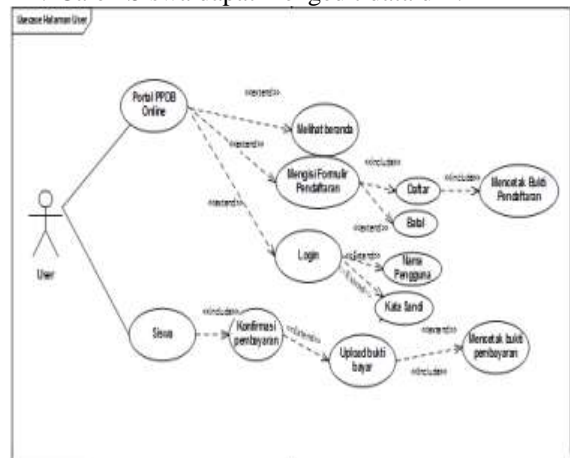 Usecase Halaman User
Portal PPDB
Online
<<extend>>
Melihat beranda
<<extend>>
Mengisi Formulir
Pendaftaran
<<include>>
Daftar
<<include>>
Mencetak Bukti
Pendaftaran
<<extend>>
Batal
<<extend>>
Login
<<Extend>>
Nama
Pengguna
Kata Sandi
User
Siswa
<<include>>
Konfirmasi
pembayaran
<<Extend>>
Upload bukti
bayar
<<extend>>
<<include>>
Mencetak bukti
pembayaran